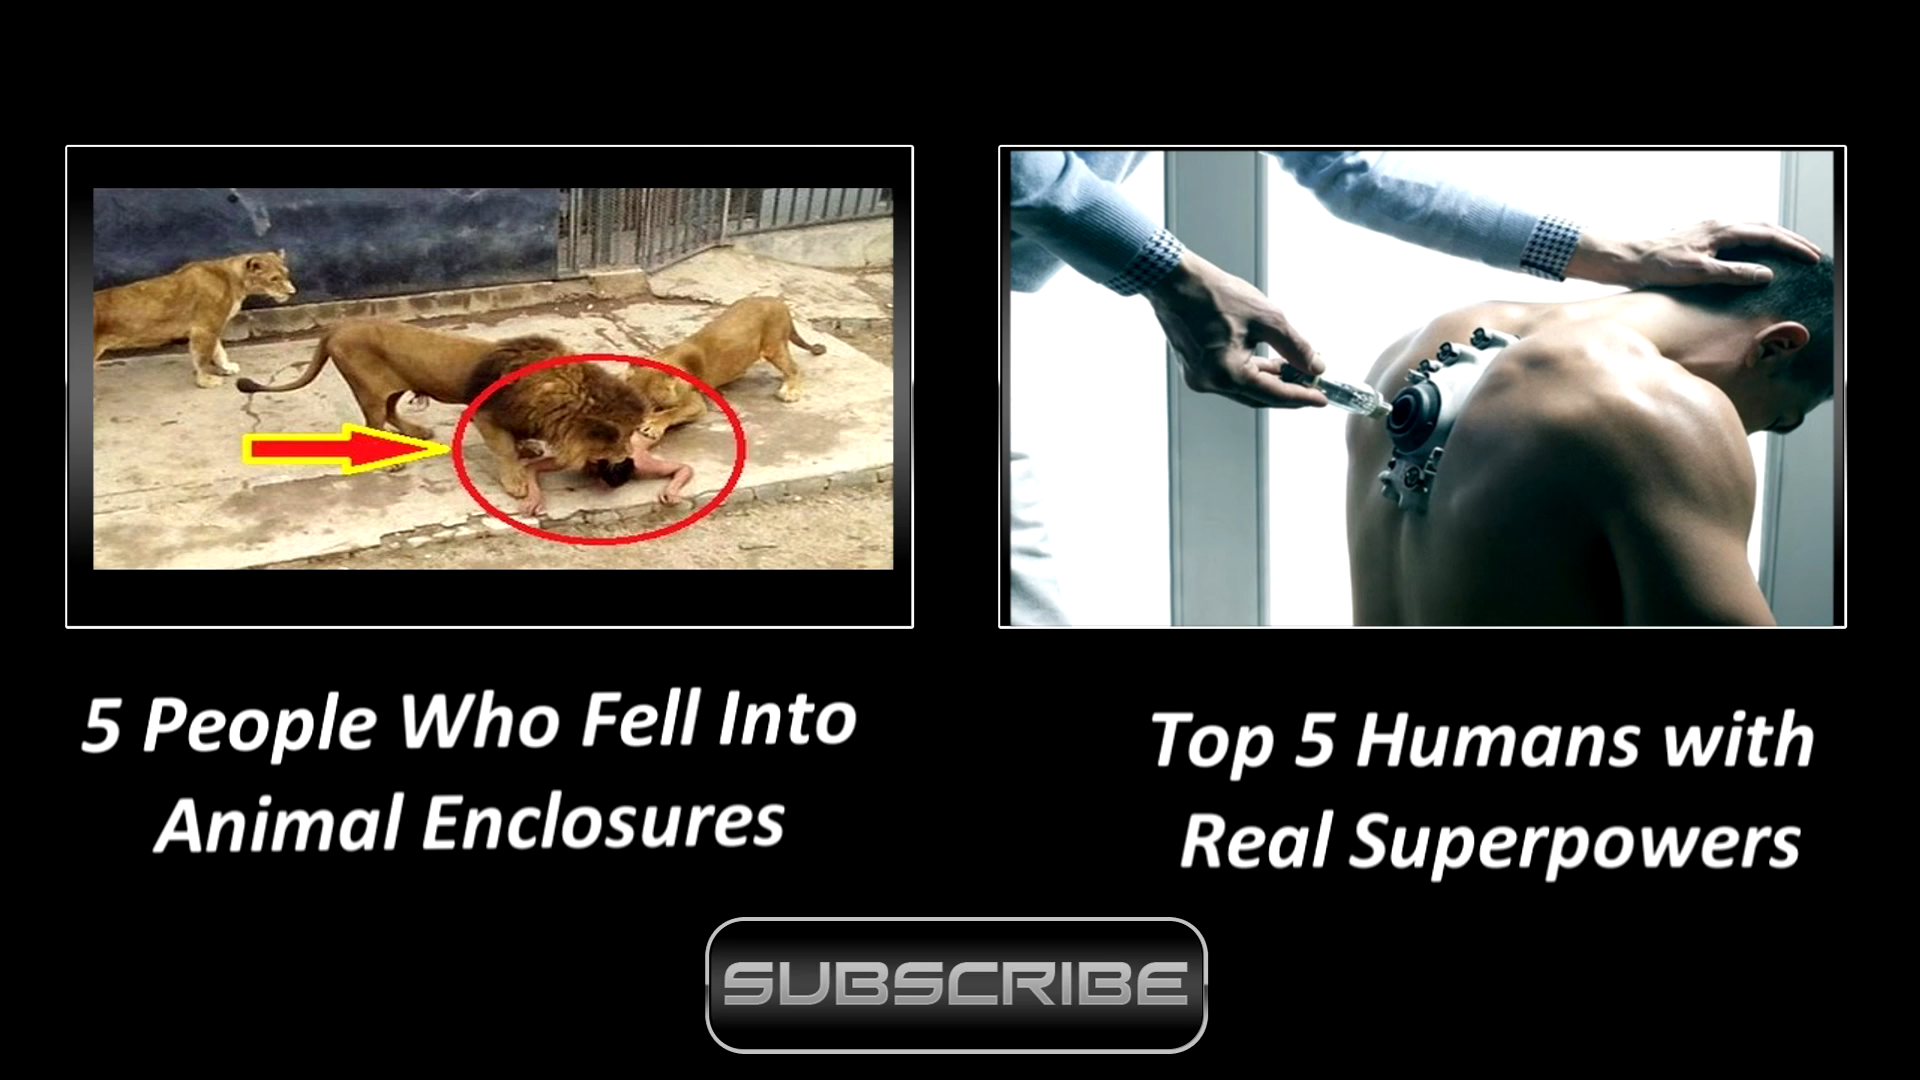 5 People Who Fell Into
Animal Enclosures
Top 5 Humans with
Real Superpowers
SUBSCRIBE